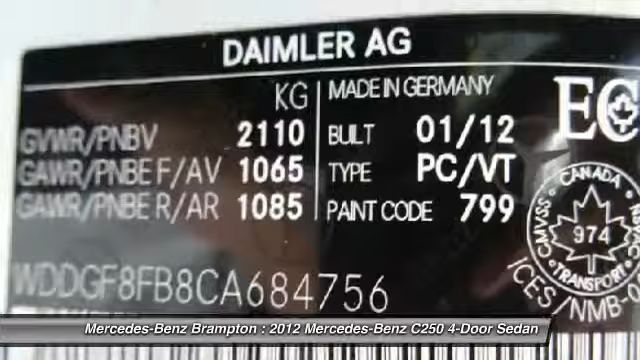 DAIMLER AG
KG
MADE IN GERMANY
EC
GVWR/PNBV 2110
BUILT 01/12
GAWR/PNBE F/AV 1065
TYPE PC/VT
GAWR/PNBE R/AR 1085
PAINT CODE 799
CANADA
CMVSS NSVAC
974
TRANSPORT
WDDGF8FB8CA684756
ICES/NMB-
Mercedes-Benz Brampton : 2012 Mercedes-Benz C250 4-Door Sedan